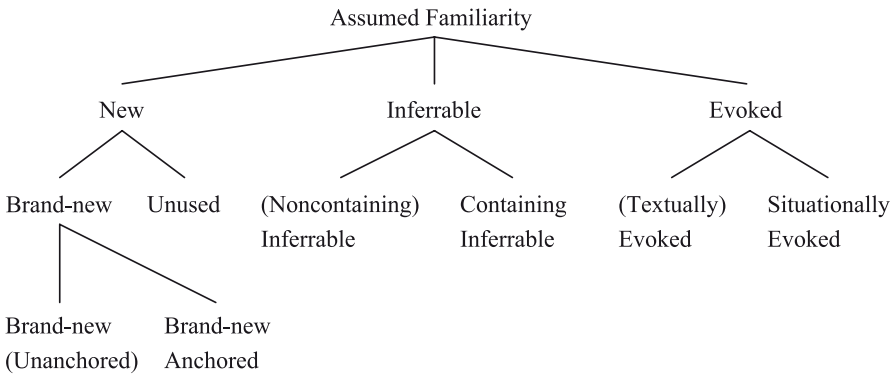 Assumed Familiarity
New Inferrable Evoked
Brand-new Unused (Noncontaining) Containing (Textually) Situationally
Inferrable Inferrable Evoked Evoked
Brand-new Brand-new
(Unanchored) Anchored